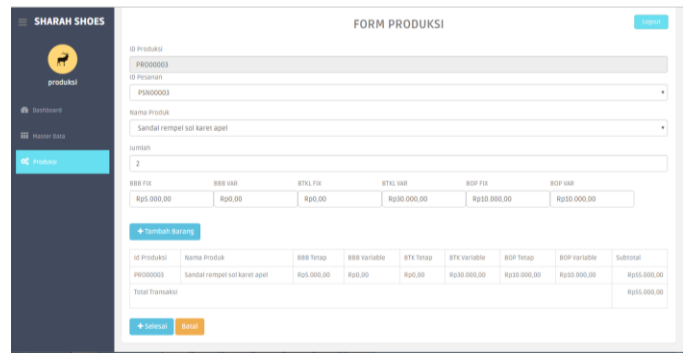 SHARAH SHOES
produksi
Dashboard
Master Data
Produksi
FORM PRODUKSI
Logout
ID Produksi
PRO00003
ID Pesanan
PSN00003
Nama Produk
Sandal rempel sol karet apel
Jumlah
2
BBB FIX BBB VAR BTKL FIX BTKL VAR BOP FIX BOP VAR
Rp5.000,00 Rp0,00 Rp0,00 Rp30.000,00 Rp10.000,00 Rp10.000,00
+ Tambah Barang
Id Produksi Nama Produk BBB Tetap BBB Variable BTK Tetap BTK Variable BOP Tetap BOP Variable Subtotal
PRO00003 Sandal rempel sol karet apel Rp5.000,00 Rp0,00 Rp0,00 Rp30.000,00 Rp10.000,00 Rp10.000,00 Rp55.000,00
Total Transaksi Rp55.000,00
+ Selesai Batal